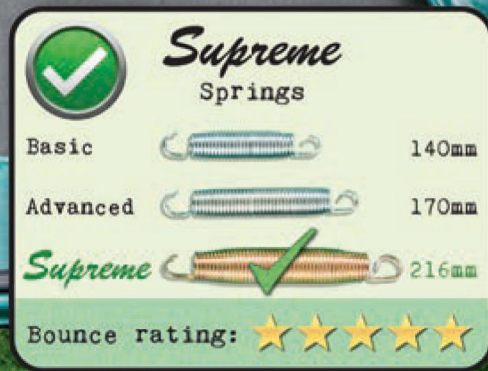 Supreme
Springs
Basic 140mm
Advanced 170mm
Supreme 216mm
Bounce rating: